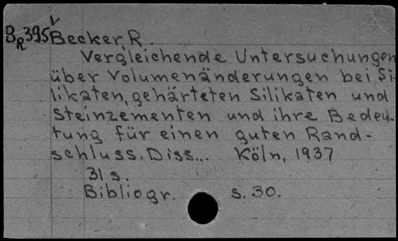 BR395 v Becker, R.
Vergleichende Untersuchungen
über Volumenänderungen bei Si-
likaten, gehärteten Silikaten und
Steinzementen und ihre Bedeu-
tung für einen guten Rand-
schluss. Diss... Köln, 1937
31 s.
Bibliogr. s. 30.